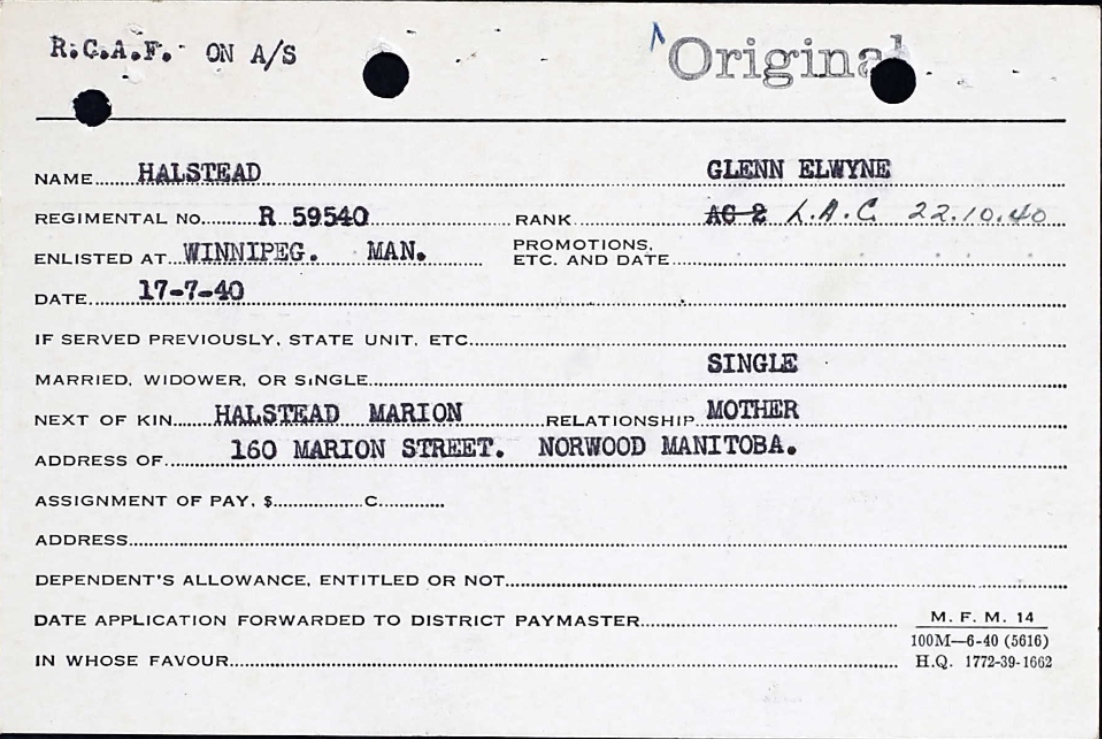 R.C.A.F. ON A/S Original
NAME HALSTEAD GLENN ELWYNE
REGIMENTAL NO. R 59540 RANK AC 2 L.A.C. 22.10.40
ENLISTED AT WINNIPEG. MAN. PROMOTIONS, ETC. AND DATE
DATE 17-7-40
IF SERVED PREVIOUSLY, STATE UNIT, ETC.
MARRIED, WIDOWER, OR SINGLE SINGLE
NEXT OF KIN HALSTEAD MARION RELATIONSHIP MOTHER
ADDRESS OF 160 MARION STREET. NORWOOD MANITOBA.
ASSIGNMENT OF PAY, $ C
ADDRESS
DEPENDENT'S ALLOWANCE, ENTITLED OR NOT
DATE APPLICATION FORWARDED TO DISTRICT PAYMASTER
IN WHOSE FAVOUR
M. F. M. 14
100M—6-40 (5616)
H.Q. 1772-39-1662